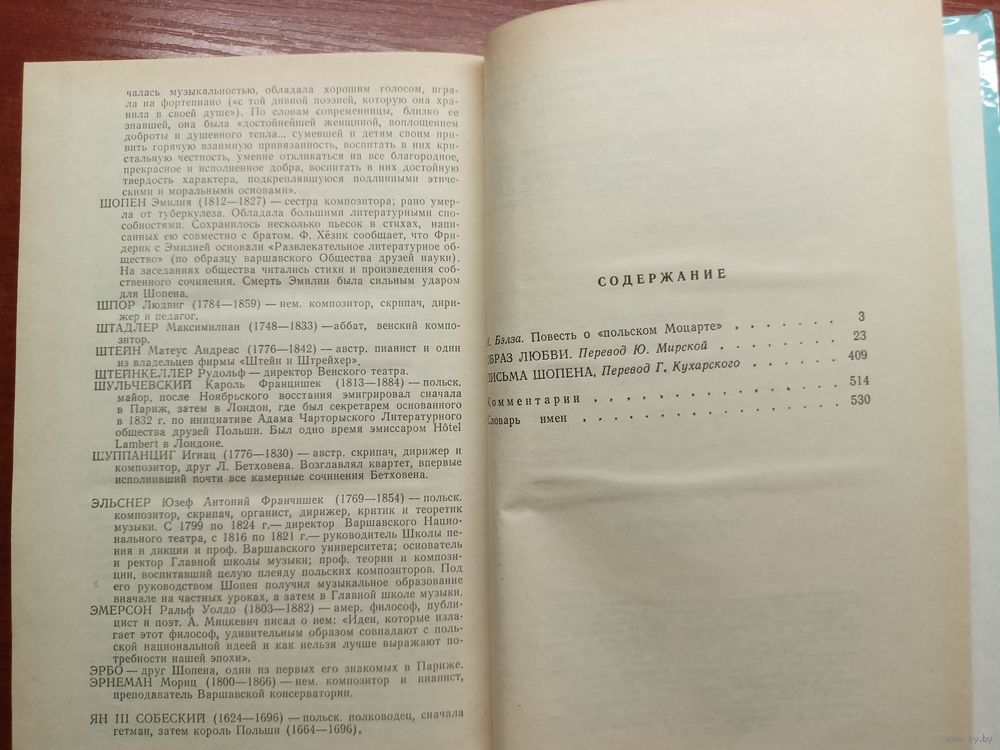 чалась музыкальностью, обладала хорошим голосом, игра-
ла на фортепиано («с той дивной поэзией, которую она хра-
нила в своей душе»). По словам современницы, близко ее
знавшей, она была «достойнейшей женщиной, воплощением
доброты и душевного тепла.., сумевшей и детям своим при-
вить горячую взаимную привязанность, воспитать в них кри-
стальную честность, умение откликаться на все благородное,
прекрасное и исполненное добра, воспитать в них достойную
твердость характера, подкреплявшуюся подлинными этиче-
скими и моральными основами».
ШОПЕН Эмилия (1812—1827) — сестра композитора; рано умер-
ла от туберкулеза. Обладала большими литературными спо-
собностями. Сохранилось несколько пьесок в стихах, напи-
санных ею совместно с братом. Ф. Хёзик сообщает, что Фри-
дерик с Эмилией основали «Развлекательное литературное об-
щество» (по образцу варшавского Общества друзей науки).
На заседаниях общества читались стихи и произведения соб-
ственного сочинения. Смерть Эмилии была сильным ударом
для Шопена.
ШПОР Людвиг (1784—1859) — нем. композитор, скрипач, дири-
жер и педагог.
ШТАДЛЕР Максимилиан (1748—1833) — аббат, венский компо-
зитор.
ШТЕЙН Матеус Андреас (1776—1842) — австр. пианист и один
из владельцев фирмы «Штейн и Штрейхер».
ШТЕЙНКЕЛЛЕР Рудольф — директор Венского театра.
ШУЛЬЧЕВСКИЙ Кароль Францишек (1813—1884) — польск.
майор, после Ноябрьского восстания эмигрировал сначала
в Париж, затем в Лондон, где был секретарем основанного
в 1832 г. по инициативе Адама Чарторыского Литературного
общества друзей Польши. Был одно время эмиссаром Hôtel
Lambert в Лондоне.
ШУППАНЦИГ Игнац (1776—1830) — австр. скрипач, дирижер и
композитор, друг Л. Бетховена. Возглавлял квартет, впервые
исполнивший почти все камерные сочинения Бетховена.
ЭЛЬСНЕР Юзеф Антоний Франчишек (1769—1854) — польск.
композитор, скрипач, органист, дирижер, критик и теоретик
музыки. С 1799 по 1824 г.— директор Варшавского Нацио-
нального театра, с 1816 по 1821 г.— руководитель Школы пе-
ния и дикции и проф. Варшавского университета; основатель
и ректор Главной школы музыки; проф. теории и компози-
ции, воспитавший целую плеяду польских композиторов. Под
его руководством Шопен получил музыкальное образование
вначале на частных уроках, а затем в Главной школе музыки.
ЭМЕРСОН Ральф Уолдо (1803—1882) — амер. философ, публи-
цист и поэт. А. Мицкевич писал о нем: «Идеи, которые изла-
гает этот философ, удивительным образом совпадают с поль-
ской национальной идеей и как нельзя лучше выражают по-
требности нашей эпохи».
ЭРБО — друг Шопена, один из первых его знакомых в Париже.
ЭРНЕМАН Мориц (1800—1866) — нем. композитор и пианист,
преподаватель Варшавской консерватории.
ЯН III СОБЕСКИЙ (1624—1696) — польск. полководец, сначала
гетман, затем король Польши (1664—1696).
СОДЕРЖАНИЕ
Бэлза. Повесть о «польском Моцарте» . . . . . . . 3
ОБРАЗ ЛЮБВИ. Перевод Ю. Мирской . . . . . . . . 23
ПИСЬМА ШОПЕНА, Перевод Г. Кухарского . . . . . . 409
Комментарии . . . . . . . . . . . . . . 514
Словарь имен . . . . . . . . . . . . . . 530
www.ay.by